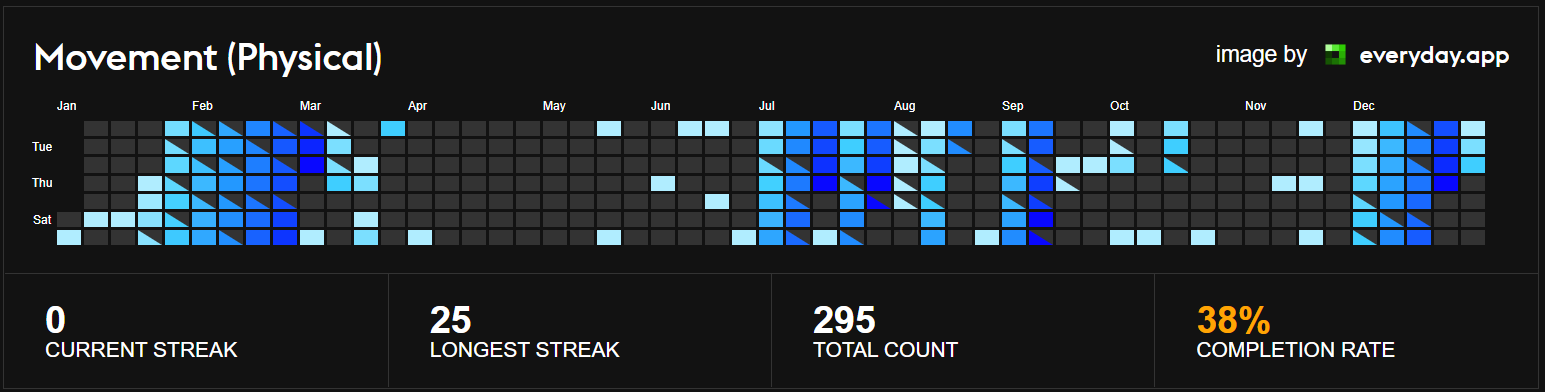 Movement (Physical)
image by everyday.app
Jan Feb Mar Apr May Jun Jul Aug Sep Oct Nov Dec
Tue
Thu
Sat
0 25 295 38%
CURRENT STREAK LONGEST STREAK TOTAL COUNT COMPLETION RATE